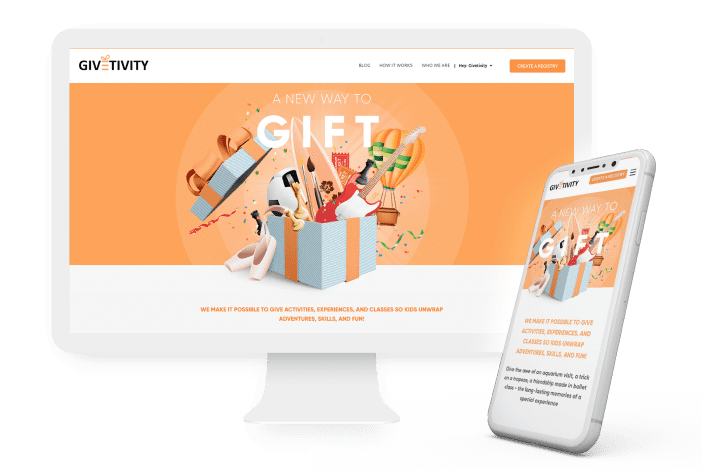 GIVETIVITY
BLOG HOW IT WORKS WHO WE ARE | Hey, Givetivity CREATE A REGISTRY
A NEW WAY TO
GIFT
WE MAKE IT POSSIBLE TO GIVE ACTIVITIES, EXPERIENCES, AND CLASSES SO KIDS UNWRAP
ADVENTURES, SKILLS, AND FUN!
GIVETIVITY
CREATE A REGISTRY
A NEW WAY TO
GIFT
WE MAKE IT POSSIBLE TO GIVE
ACTIVITIES, EXPERIENCES, AND
CLASSES SO KIDS UNWRAP
ADVENTURES, SKILLS, AND FUN!
Give the awe of an aquarium visit, a trick
on a trapeze, a friendship made in ballet
class - the long-lasting memories of a
special experience